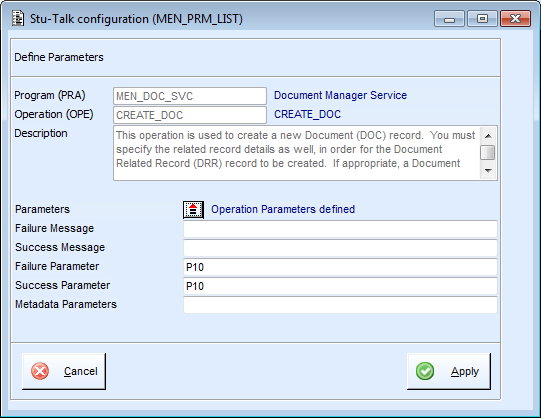 Stu-Talk configuration (MEN_PRM_LIST)
Define Parameters
Program (PRA) MEN_DOC_SVC Document Manager Service
Operation (OPE) CREATE_DOC CREATE_DOC
Description This operation is used to create a new Document (DOC) record. You must
specify the related record details as well, in order for the Document
Related Record (DRR) record to be created. If appropriate, a Document
Parameters Operation Parameters defined
Failure Message
Success Message
Failure Parameter P10
Success Parameter P10
Metadata Parameters
Cancel Apply